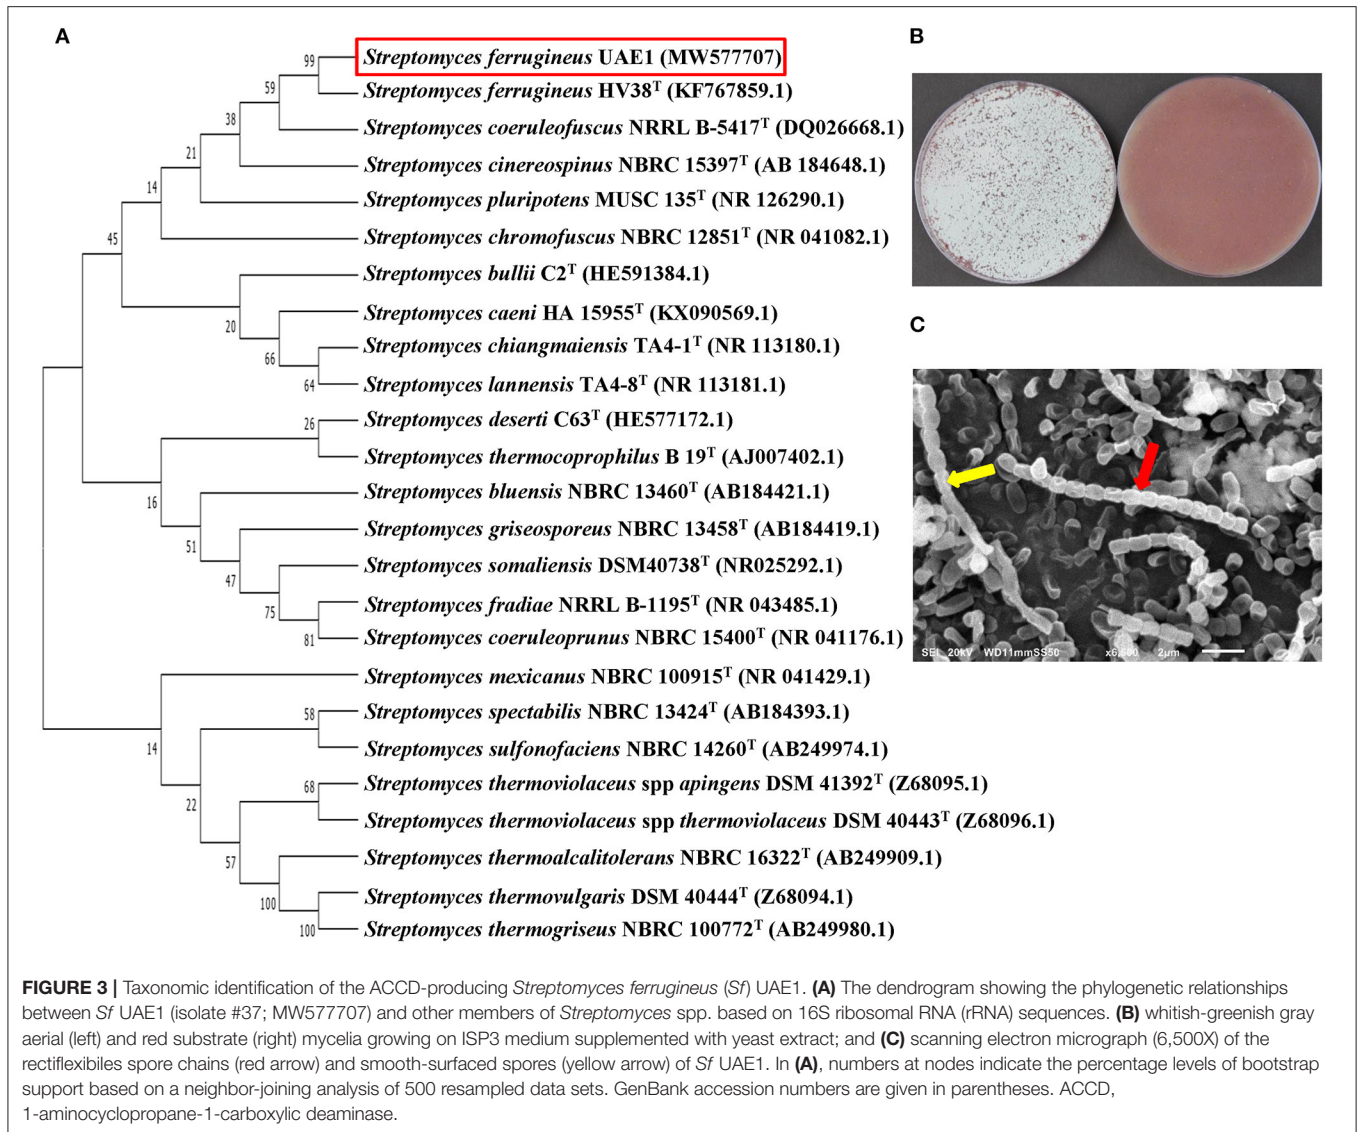 A
99
Streptomyces ferrugineus UAE1 (MW577707)
59
Streptomyces ferrugineus HV38ᵀ (KF767859.1)
38
Streptomyces coeruleofuscus NRRL B-5417ᵀ (DQ026668.1)
21
Streptomyces cinereospinus NBRC 15397ᵀ (AB 184648.1)
14
Streptomyces pluripotens MUSC 135ᵀ (NR 126290.1)
45
Streptomyces chromofuscus NBRC 12851ᵀ (NR 041082.1)
Streptomyces bullii C2ᵀ (HE591384.1)
20
Streptomyces caeni HA 15955ᵀ (KX090569.1)
66
Streptomyces chiangmaiensis TA4-1ᵀ (NR 113180.1)
64
Streptomyces lannensis TA4-8ᵀ (NR 113181.1)
26
Streptomyces deserti C63ᵀ (HE577172.1)
Streptomyces thermocoprophilus B 19ᵀ (AJ007402.1)
16
Streptomyces bluensis NBRC 13460ᵀ (AB184421.1)
51
Streptomyces griseosporeus NBRC 13458ᵀ (AB184419.1)
47
Streptomyces somaliensis DSM40738ᵀ (NR025292.1)
75
Streptomyces fradiae NRRL B-1195ᵀ (NR 043485.1)
81
Streptomyces coeruleoprunus NBRC 15400ᵀ (NR 041176.1)
Streptomyces mexicanus NBRC 100915ᵀ (NR 041429.1)
14
58
Streptomyces spectabilis NBRC 13424ᵀ (AB184393.1)
Streptomyces sulfonofaciens NBRC 14260ᵀ (AB249974.1)
22
68
Streptomyces thermoviolaceus spp apingens DSM 41392ᵀ (Z68095.1)
Streptomyces thermoviolaceus spp thermoviolaceus DSM 40443ᵀ (Z68096.1)
57
Streptomyces thermoalcalitolerans NBRC 16322ᵀ (AB249909.1)
100
Streptomyces thermovulgaris DSM 40444ᵀ (Z68094.1)
100
Streptomyces thermogriseus NBRC 100772ᵀ (AB249980.1)
B
C
SEI 20kV WD11mmSS50 x6,500 2µm
FIGURE 3 | Taxonomic identification of the ACCD-producing Streptomyces ferrugineus (Sf) UAE1. (A) The dendrogram showing the phylogenetic relationships
between Sf UAE1 (isolate #37; MW577707) and other members of Streptomyces spp. based on 16S ribosomal RNA (rRNA) sequences. (B) whitish-greenish gray
aerial (left) and red substrate (right) mycelia growing on ISP3 medium supplemented with yeast extract; and (C) scanning electron micrograph (6,500X) of the
rectiflexibiles spore chains (red arrow) and smooth-surfaced spores (yellow arrow) of Sf UAE1. In (A), numbers at nodes indicate the percentage levels of bootstrap
support based on a neighbor-joining analysis of 500 resampled data sets. GenBank accession numbers are given in parentheses. ACCD,
1-aminocyclopropane-1-carboxylic deaminase.